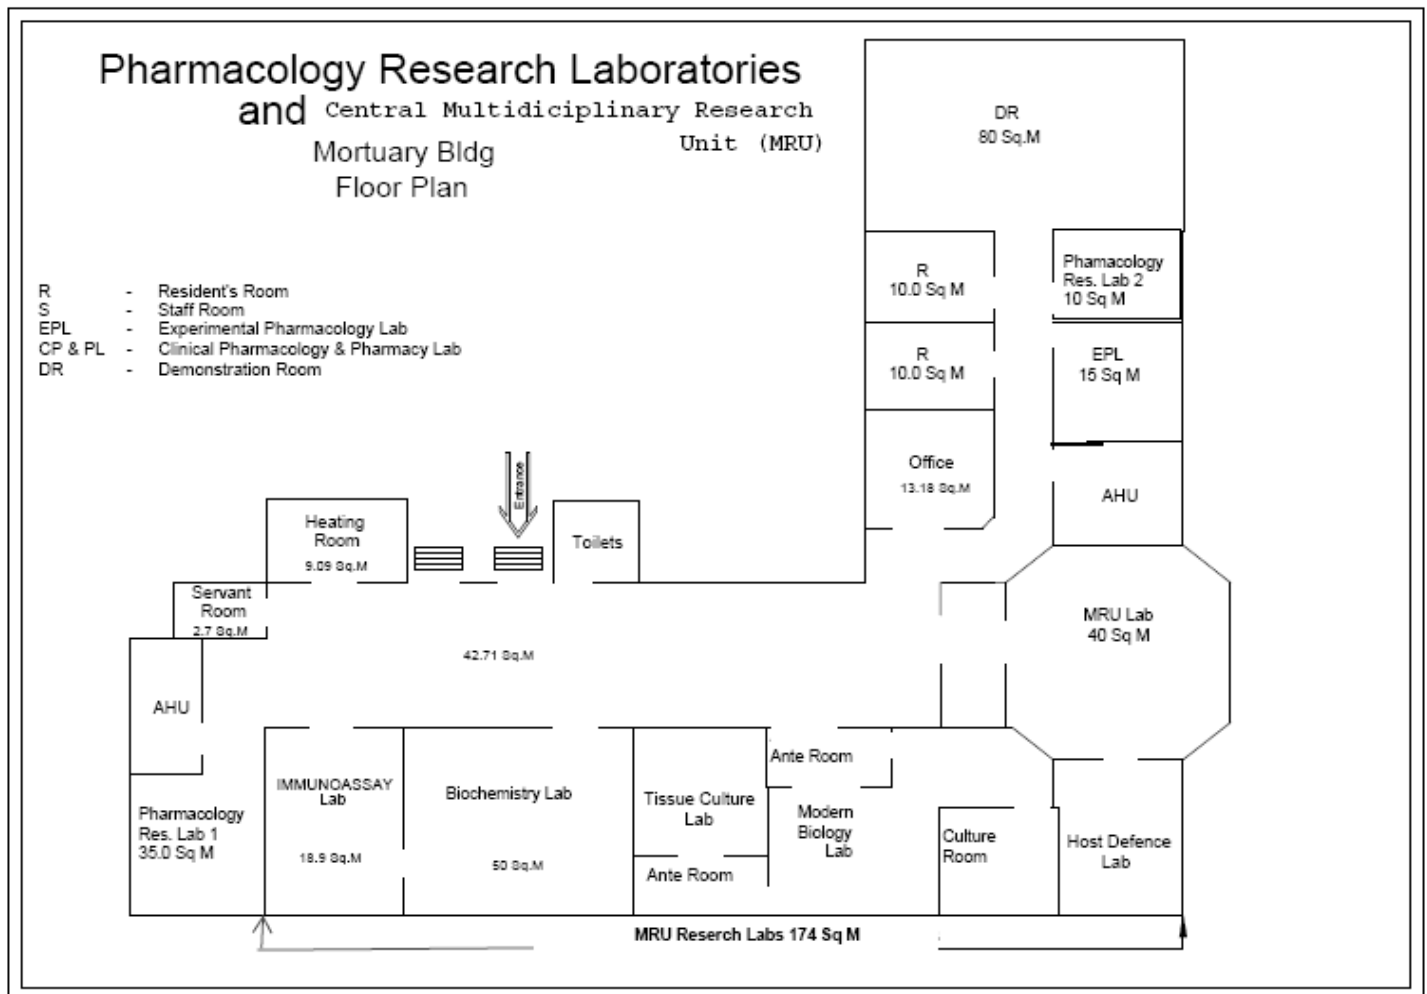 Pharmacology Research Laboratories
and Central Multidiciplinary Research
Unit (MRU)
Mortuary Bldg
Floor Plan
R - Resident's Room
S - Staff Room
EPL - Experimental Pharmacology Lab
CP & PL - Clinical Pharmacology & Pharmacy Lab
DR - Demonstration Room
DR
80 Sq.M
R
10.0 Sq M
Phamacology
Res. Lab 2
10 Sq M
R
10.0 Sq M
EPL
15 Sq M
Office
13.18 Sq.M
AHU
Entrance
Heating
Room
9.09 Sq.M
Toilets
Servant
Room
2.7 Sq.M
42.71 Sq.M
MRU Lab
40 Sq M
AHU
Pharmacology
Res. Lab 1
35.0 Sq M
IMMUNOASSAY
Lab
18.9 Sq.M
Biochemistry Lab
50 Sq.M
Tissue Culture
Lab
Ante Room
Ante Room
Modern
Biology
Lab
Culture
Room
Host Defence
Lab
MRU Reserch Labs 174 Sq M